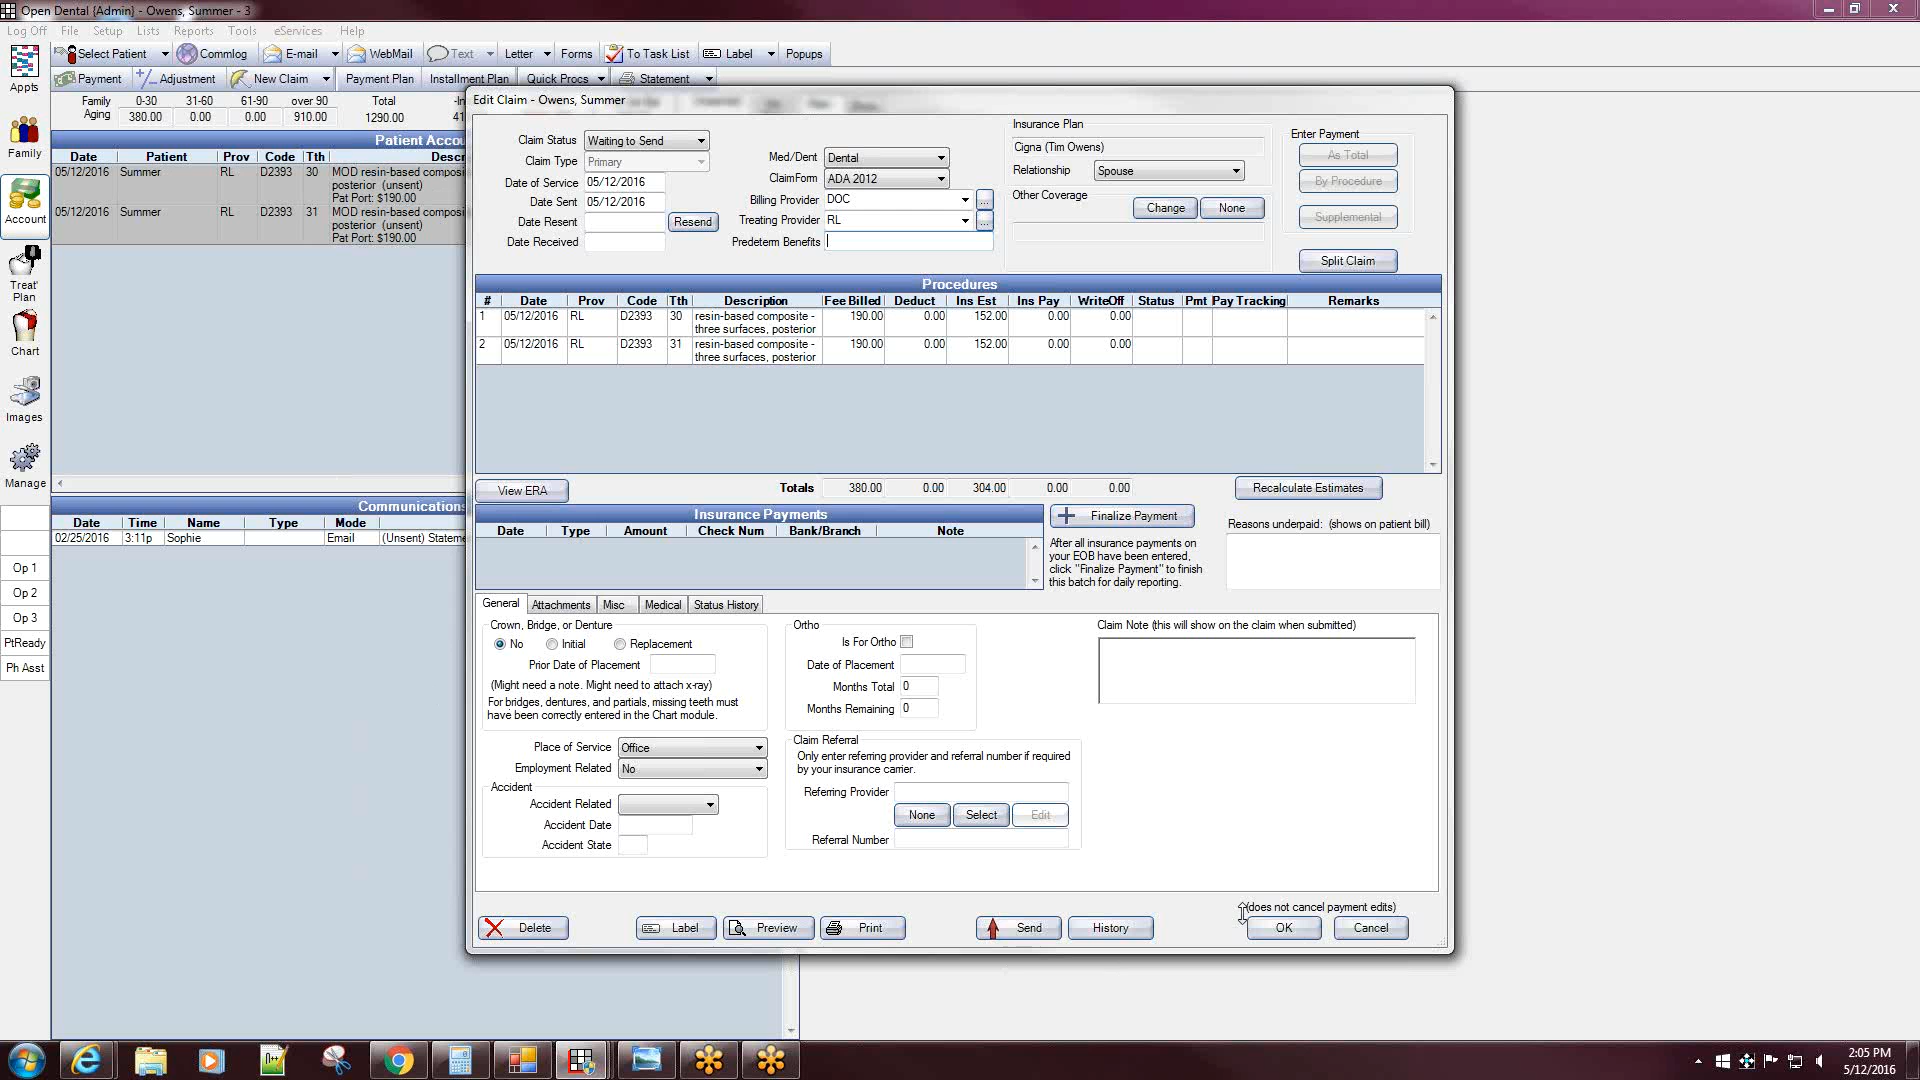 Open Dental {Admin} - Owens, Summer - 3
Log Off File Setup Lists Reports Tools eServices Help
Select Patient Commlog E-mail WebMail Text Letter Forms To Task List Label Popups
Payment Adjustment New Claim Payment Plan Installment Plan Quick Procs Statement
Appts
Family
Account
Treat' Plan
Chart
Images
Manage
Op 1
Op 2
Op 3
PtReady
Ph Asst
Family Aging 0-30 31-60 61-90 over 90 Total
380.00 0.00 0.00 910.00 1290.00
Patient Accou
Date Patient Prov Code Tth Descr
05/12/2016 Summer RL D2393 30 MOD resin-based composi
posterior (unsent)
Pat Port: $190.00
05/12/2016 Summer RL D2393 31 MOD resin-based composi
posterior (unsent)
Pat Port: $190.00
Communications
Date Time Name Type Mode
02/25/2016 3:11p Sophie Email (Unsent) Stateme
Edit Claim - Owens, Summer
Claim Status Waiting to Send
Claim Type Primary
Date of Service 05/12/2016
Date Sent 05/12/2016
Date Resent Resend
Date Received
Med/Dent Dental
ClaimForm ADA 2012
Billing Provider DOC ...
Treating Provider RL ...
Predeterm Benefits
Insurance Plan
Cigna (Tim Owens)
Relationship Spouse
Other Coverage
Change None
Enter Payment
As Total
By Procedure
Supplemental
Split Claim
Procedures
# Date Prov Code Tth Description Fee Billed Deduct Ins Est Ins Pay WriteOff Status Pmt Pay Tracking Remarks
1 05/12/2016 RL D2393 30 resin-based composite - 190.00 0.00 152.00 0.00 0.00
three surfaces, posterior
2 05/12/2016 RL D2393 31 resin-based composite - 190.00 0.00 152.00 0.00 0.00
three surfaces, posterior
View ERA Totals 380.00 0.00 304.00 0.00 0.00 Recalculate Estimates
Insurance Payments
Date Type Amount Check Num Bank/Branch Note
Finalize Payment
After all insurance payments on
your EOB have been entered,
click "Finalize Payment" to finish
this batch for daily reporting.
Reasons underpaid: (shows on patient bill)
General Attachments Misc Medical Status History
Crown, Bridge, or Denture
No Initial Replacement
Prior Date of Placement
(Might need a note. Might need to attach x-ray)
For bridges, dentures, and partials, missing teeth must
have been correctly entered in the Chart module.
Place of Service Office
Employment Related No
Accident
Accident Related
Accident Date
Accident State
Ortho
Is For Ortho
Date of Placement
Months Total 0
Months Remaining 0
Claim Referral
Only enter referring provider and referral number if required
by your insurance carrier.
Referring Provider
None Select Edit
Referral Number
Claim Note (this will show on the claim when submitted)
(does not cancel payment edits)
Delete Label Preview Print Send History OK Cancel
2:05 PM
5/12/2016